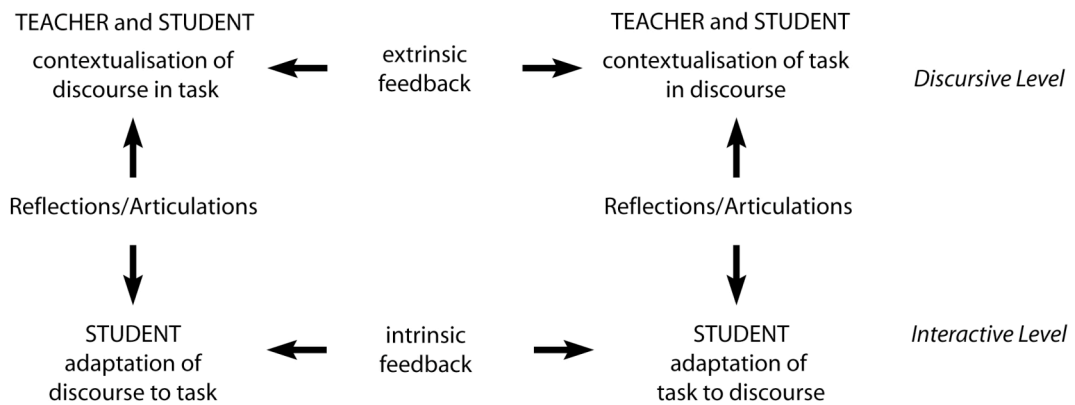 TEACHER and STUDENT
contextualisation of
discourse in task
extrinsic
feedback
TEACHER and STUDENT
contextualisation of task
in discourse
Discursive Level
Reflections/Articulations
Reflections/Articulations
STUDENT
adaptation of
discourse to task
intrinsic
feedback
STUDENT
adaptation of
task to discourse
Interactive Level